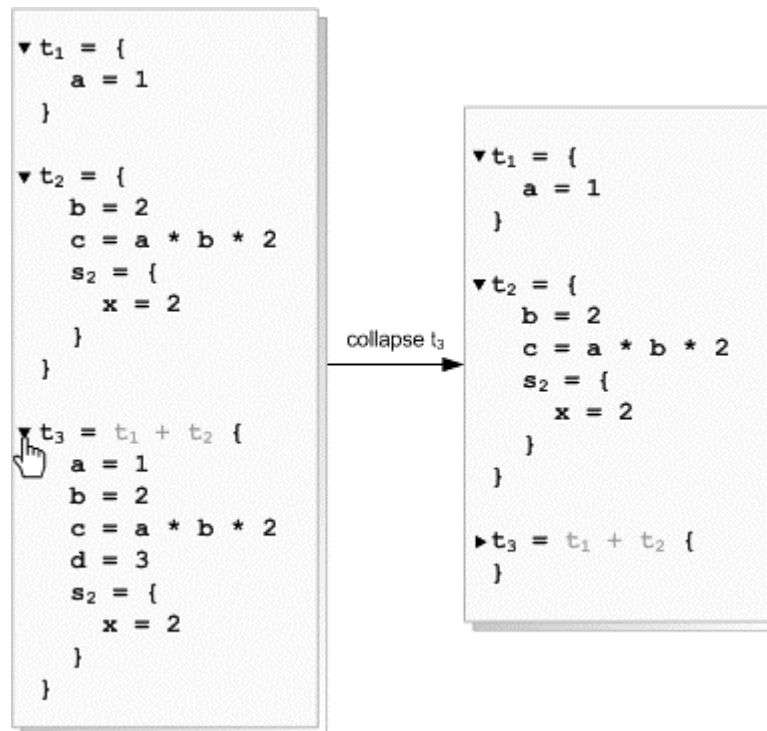 ▼ t₁ = {
a = 1
}
▼ t₂ = {
b = 2
c = a * b * 2
s₂ = {
x = 2
}
}
▼ t₃ = t₁ + t₂ {
a = 1
b = 2
c = a * b * 2
d = 3
s₂ = {
x = 2
}
}
collapse t₃
▼ t₁ = {
a = 1
}
▼ t₂ = {
b = 2
c = a * b * 2
s₂ = {
x = 2
}
}
▶ t₃ = t₁ + t₂ {
}